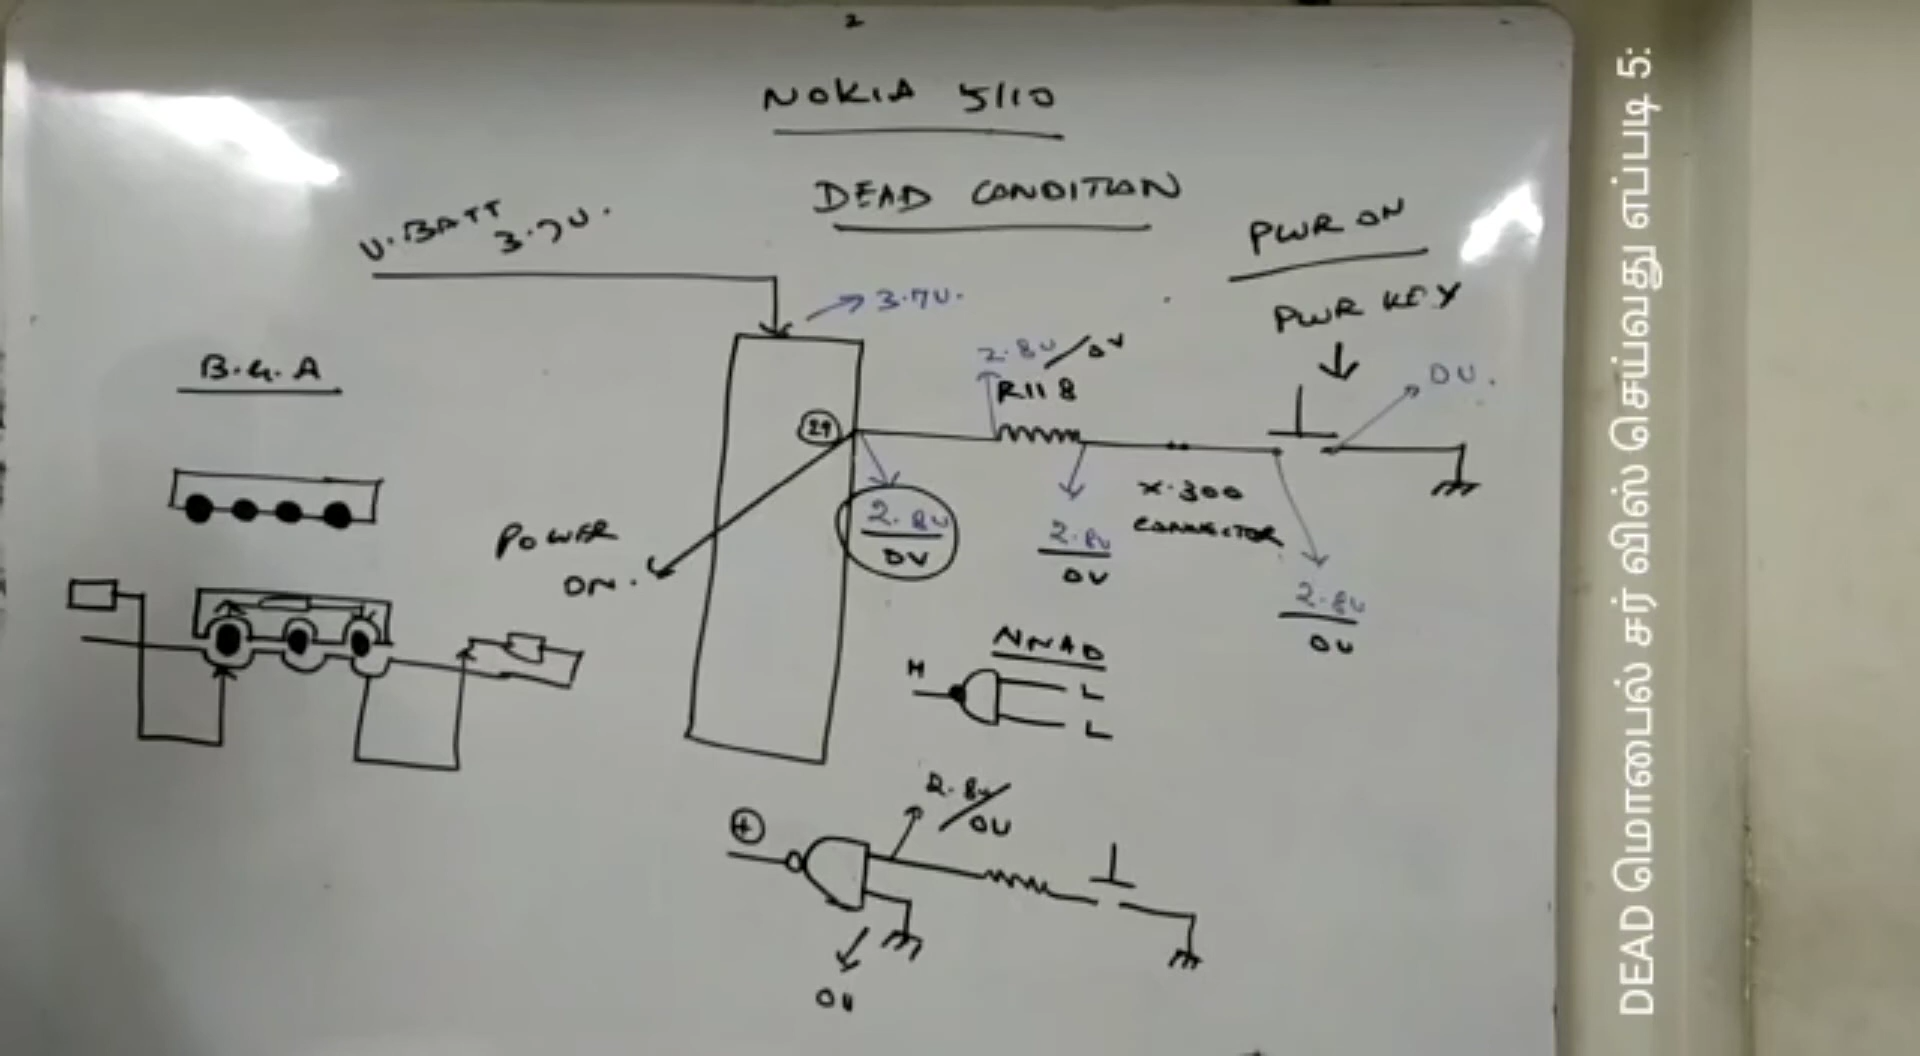 2
NOKIA 5110
DEAD CONDITION
V.BATT
3.7V.
3.7V.
PWR ON
PWR KEY
0V.
2.8V/0V
R118
B.G.A
29
2.8V
0V
POWER
ON.
2.8V
0V
X.300
CONNECTOR
2.8V
0V
NNAD
H
L
L
2.8V/0V
+
0V
DEAD மொபைல் சர் வீஸ் செய்வது எப்படி 5: